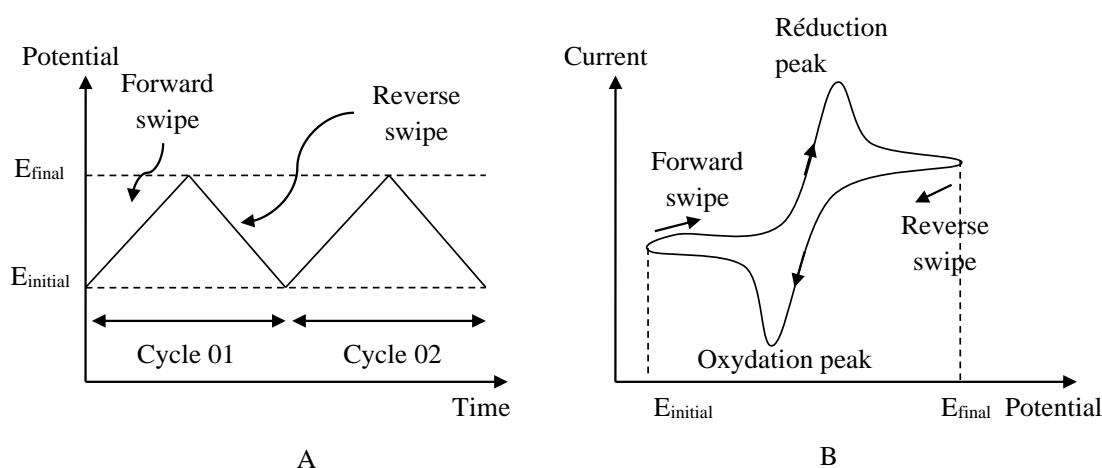 Potential
Forward
swipe
Reverse
swipe
Efinal
Einitial
Cycle 01
Cycle 02
Time
A
Current
Réduction
peak
Forward
swipe
Reverse
swipe
Oxydation peak
Einitial
Efinal
Potential
B